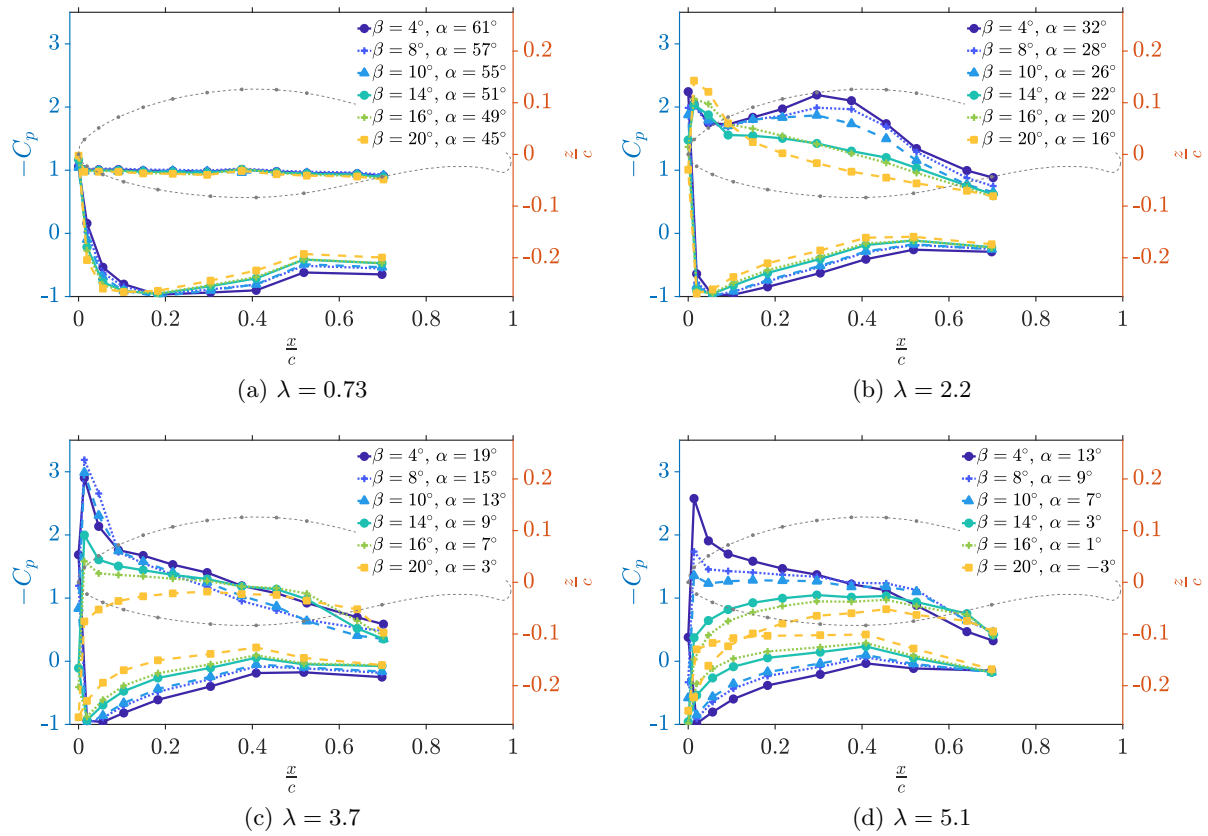 3
2
1
0
-1
−Cp
0.2
0.1
0
-0.1
-0.2
z/c
β = 4°, α = 61°
β = 8°, α = 57°
β = 10°, α = 55°
β = 14°, α = 51°
β = 16°, α = 49°
β = 20°, α = 45°
0 0.2 0.4 0.6 0.8 1
x/c
(a) λ = 0.73
3
2
1
0
-1
−Cp
0.2
0.1
0
-0.1
-0.2
z/c
β = 4°, α = 32°
β = 8°, α = 28°
β = 10°, α = 26°
β = 14°, α = 22°
β = 16°, α = 20°
β = 20°, α = 16°
0 0.2 0.4 0.6 0.8 1
x/c
(b) λ = 2.2
3
2
1
0
-1
−Cp
0.2
0.1
0
-0.1
-0.2
z/c
β = 4°, α = 19°
β = 8°, α = 15°
β = 10°, α = 13°
β = 14°, α = 9°
β = 16°, α = 7°
β = 20°, α = 3°
0 0.2 0.4 0.6 0.8 1
x/c
(c) λ = 3.7
3
2
1
0
-1
−Cp
0.2
0.1
0
-0.1
-0.2
z/c
β = 4°, α = 13°
β = 8°, α = 9°
β = 10°, α = 7°
β = 14°, α = 3°
β = 16°, α = 1°
β = 20°, α = −3°
0 0.2 0.4 0.6 0.8 1
x/c
(d) λ = 5.1